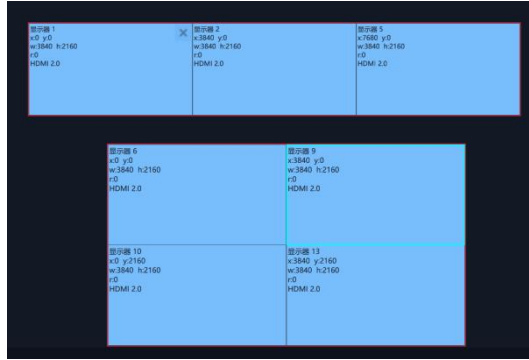 显示器 1
x:0 y:0
w:3840 h:2160
r:0
HDMI 2.0
显示器 2
x:3840 y:0
w:3840 h:2160
r:0
HDMI 2.0
显示器 5
x:7680 y:0
w:3840 h:2160
r:0
HDMI 2.0
显示器 6
x:0 y:0
w:3840 h:2160
r:0
HDMI 2.0
显示器 9
x:3840 y:0
w:3840 h:2160
r:0
HDMI 2.0
显示器 10
x:0 y:2160
w:3840 h:2160
r:0
HDMI 2.0
显示器 13
x:3840 y:2160
w:3840 h:2160
r:0
HDMI 2.0